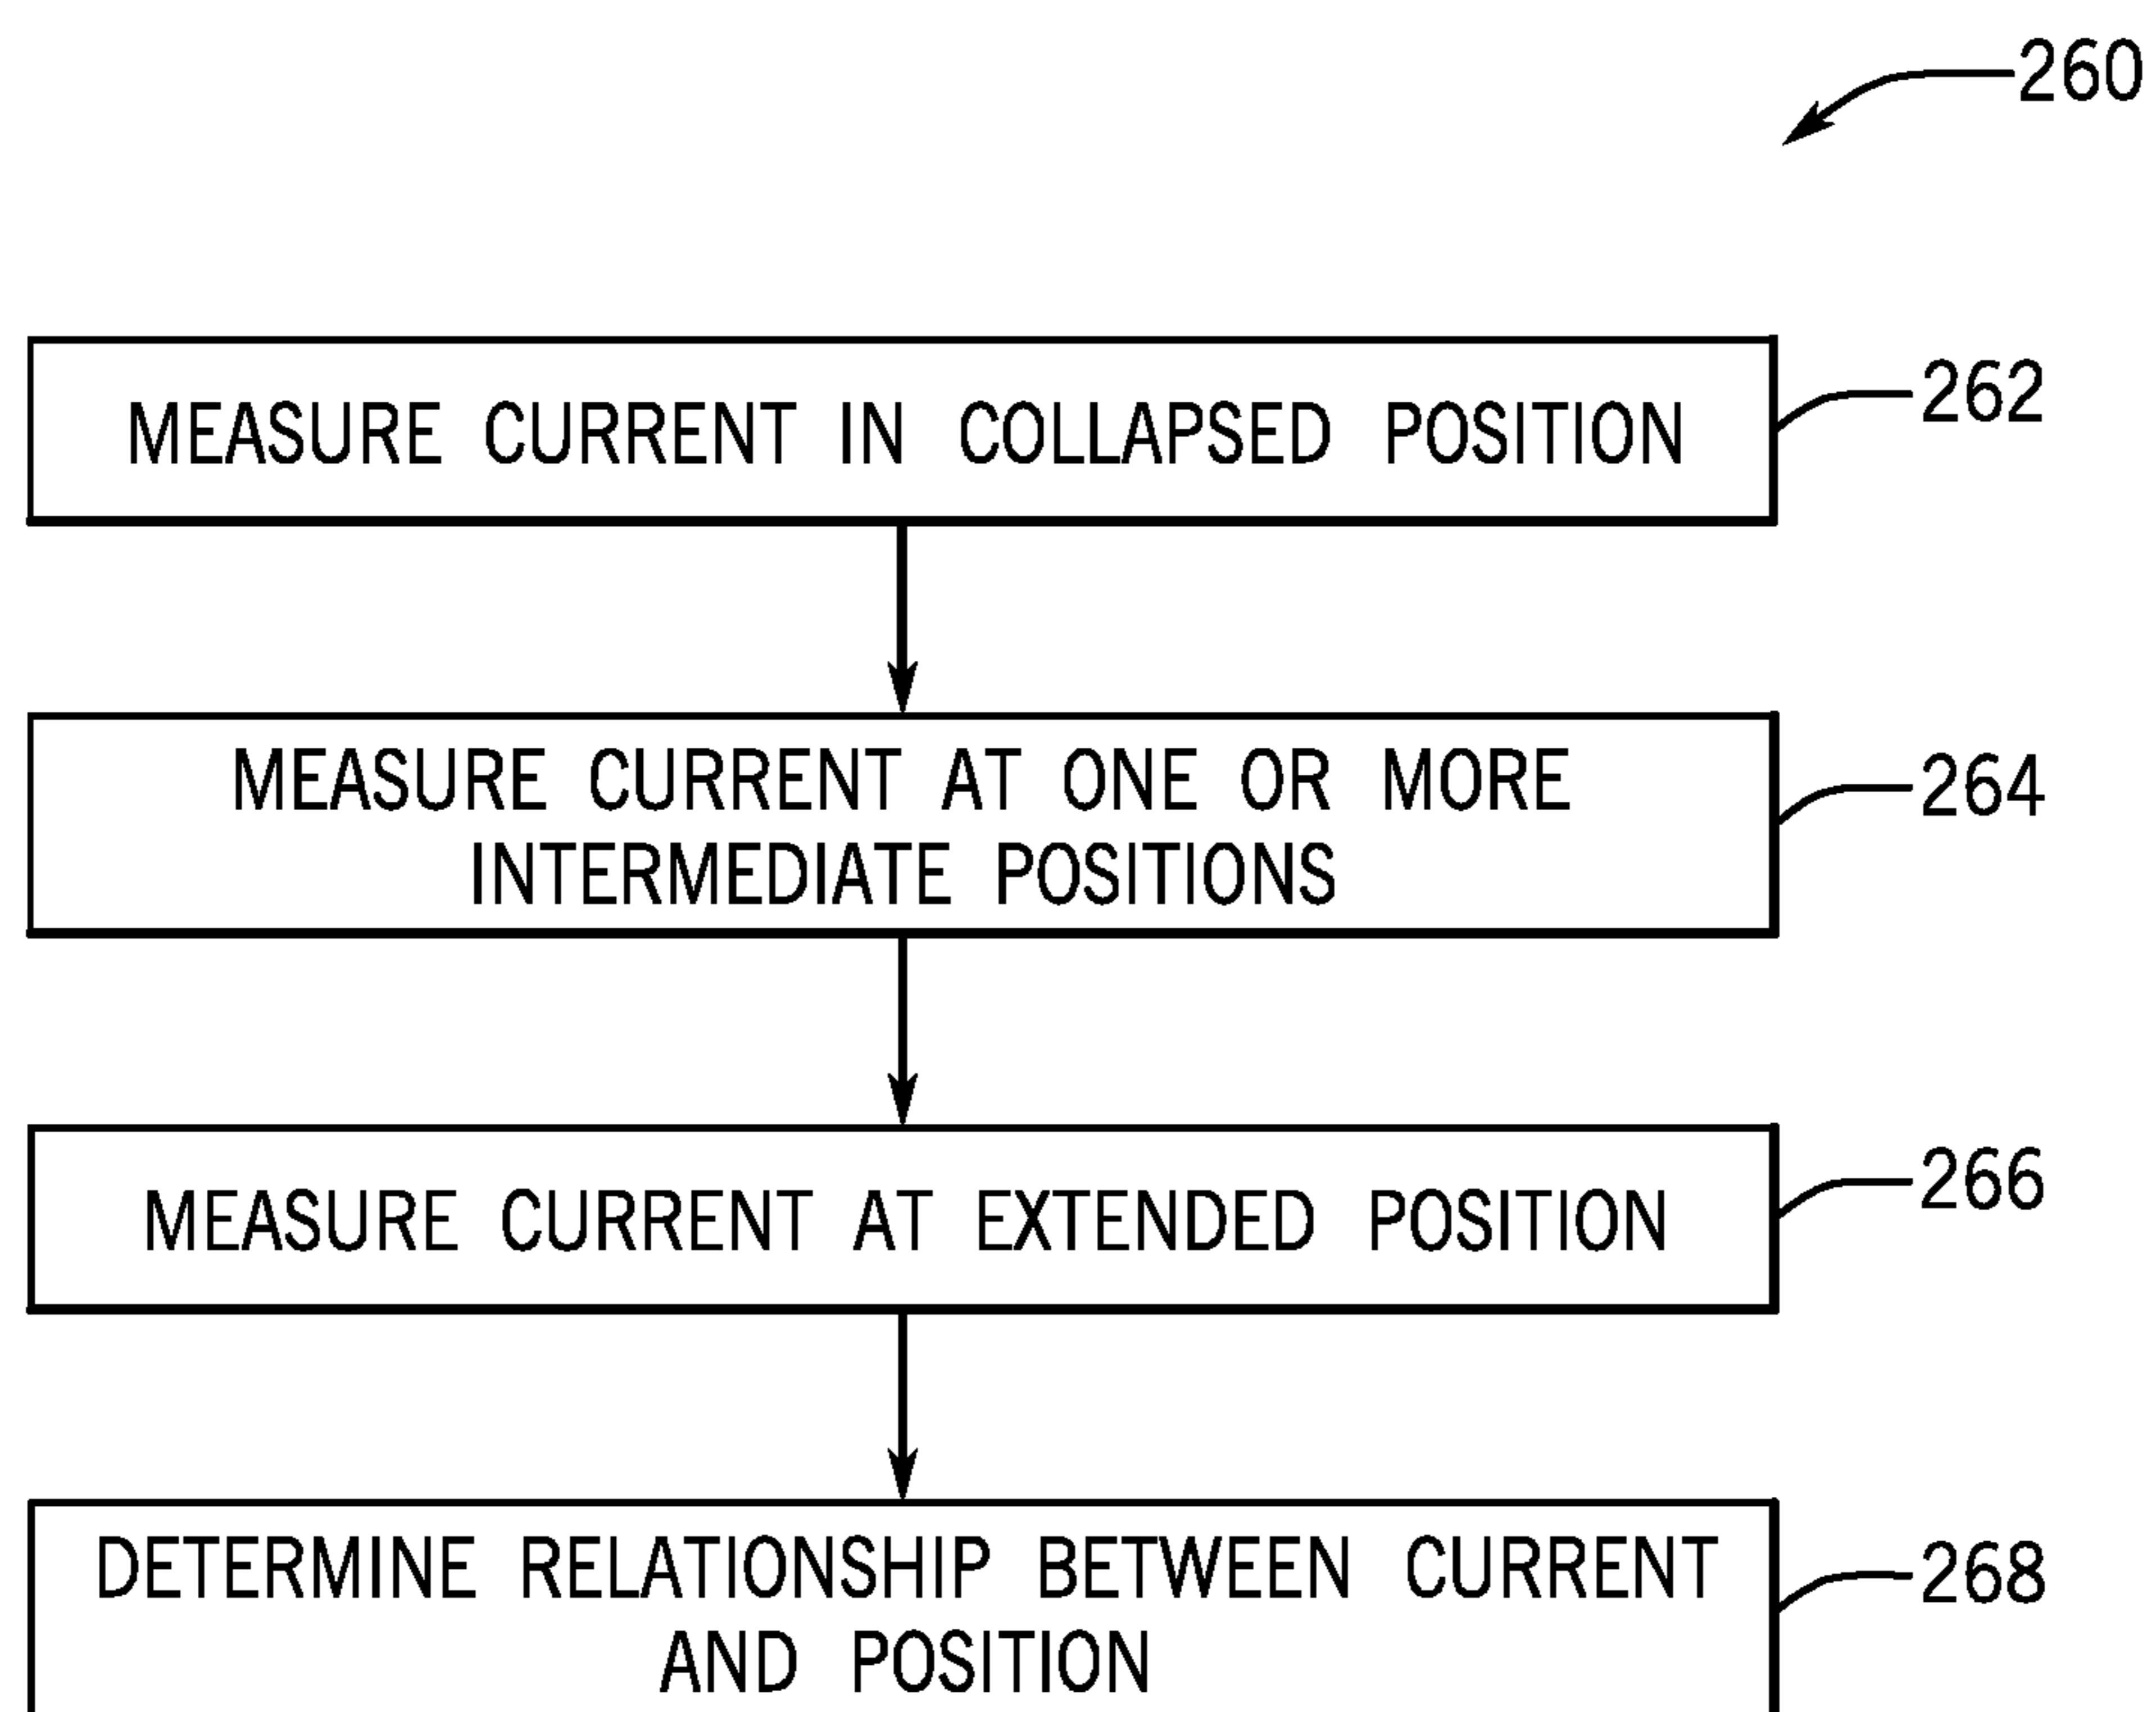 260
MEASURE CURRENT IN COLLAPSED POSITION
262
MEASURE CURRENT AT ONE OR MORE
INTERMEDIATE POSITIONS
264
MEASURE CURRENT AT EXTENDED POSITION
266
DETERMINE RELATIONSHIP BETWEEN CURRENT
AND POSITION
268